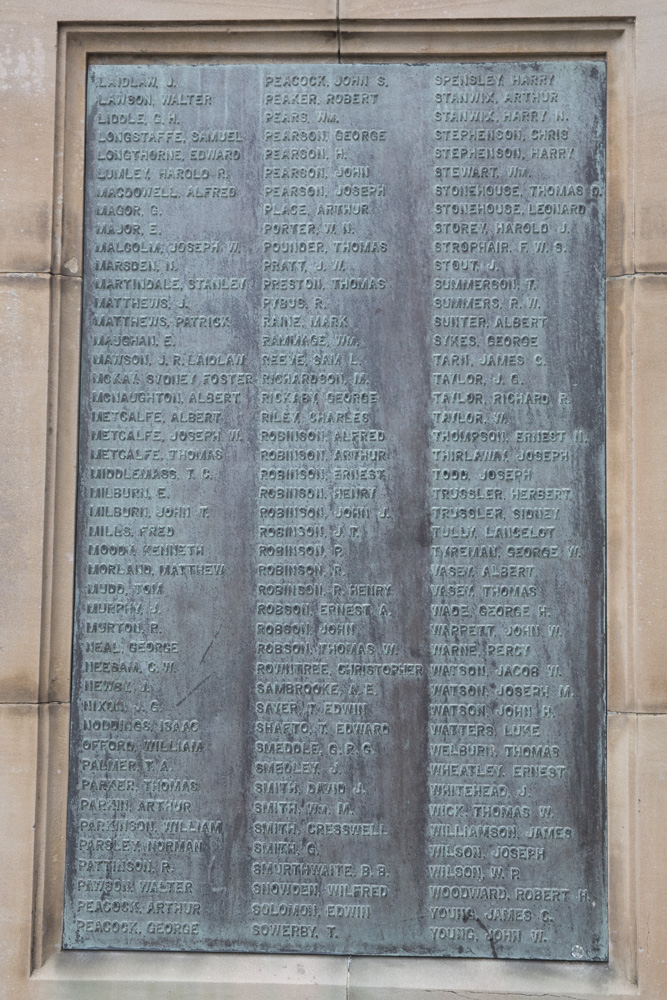 LAIDLAW, J.
LAWSON, WALTER
LIDDLE, G. H.
LONGSTAFFE, SAMUEL
LONGTHORNE, EDWARD
LUMLEY, HAROLD R.
MACDOWELL, ALFRED
MAGOR, G.
MAJOR, E.
MALCOLM, JOSEPH W.
MARSDEN, N.
MARTINDALE, STANLEY
MATTHEWS, J.
MATTHEWS, PATRICK
MAUGHAN, E.
MAWSON, J. R. LAIDLAW
MCKAY, SYDNEY FOSTER
MCNAUGHTON, ALBERT
METCALFE, ALBERT
METCALFE, JOSEPH W.
METCALFE, THOMAS
MIDDLEMASS, T. C.
MILBURN, E.
MILBURN, JOHN T.
MILLS, FRED
MOODY, KENNETH
MORLAND, MATTHEW
MUDD, TOM
MURPHY, J.
MYRTON, R.
NEAL, GEORGE
NEESAM, C. W.
NEWBY, J.
NIXON, J. G.
NODDINGS, ISAAC
OFFORD, WILLIAM
PALMER, T. A.
PARKER, THOMAS
PARKIN, ARTHUR
PARKINSON, WILLIAM
PARSLEY, NORMAN
PATTINSON, R.
PAWSON, WALTER
PEACOCK, ARTHUR
PEACOCK, GEORGE
PEACOCK, JOHN S.
PEAKER, ROBERT
PEARS, WM.
PEARSON, GEORGE
PEARSON, H.
PEARSON, JOHN
PEARSON, JOSEPH
PLACE, ARTHUR
PORTER, W. N.
POUNDER, THOMAS
PRATT, J. W.
PRESTON, THOMAS
PYBUS, R.
RAINE, MARK
RAMMAGE, WM.
REEVE, SAM L.
RICHARDSON, M.
RICKABY, GEORGE
RILEY, CHARLES
ROBINSON, ALFRED
ROBINSON, ARTHUR
ROBINSON, ERNEST
ROBINSON, HENRY
ROBINSON, JOHN J.
ROBINSON, J. T.
ROBINSON, P.
ROBINSON, R.
ROBINSON, R. HENRY
ROBSON, ERNEST A.
ROBSON, JOHN
ROBSON, THOMAS W.
ROWNTREE, CHRISTOPHER
SAMBROOKE, A. E.
SAYER, T. EDWIN
SHAFTO, T. EDWARD
SMEDDLE, G. R. G.
SMEDLEY, J.
SMITH, DAVID J.
SMITH, WM. M.
SMITH, CRESSWELL
SMITH, G.
SMURTHWAITE, B. B.
SNOWDEN, WILFRED
SOLOMON, EDWIN
SOWERBY, T.
SPENSLEY, HARRY
STANWIX, ARTHUR
STANWIX, HARRY N.
STEPHENSON, CHRIS
STEPHENSON, HARRY
STEWART, WM.
STONEHOUSE, THOMAS O.
STONEHOUSE, LEONARD
STOREY, HAROLD J.
STROPHAIR, F. W. S.
STOUT, J.
SUMMERSON, T.
SUMMERS, R. W.
SUNTER, ALBERT
SYKES, GEORGE
TARN, JAMES C.
TAYLOR, J. G.
TAYLOR, RICHARD R.
TAYLOR, W.
THOMPSON, ERNEST H.
THIRLAWAY, JOSEPH
TODD, JOSEPH
TRUSSLER, HERBERT
TRUSSLER, SIDNEY
TULLY, LANCELOT
TYREMAN, GEORGE W.
VASEY, ALBERT
VASEY, THOMAS
WADE, GEORGE H.
WAPPETT, JOHN W.
WARNE, PERCY
WATSON, JACOB W.
WATSON, JOSEPH M.
WATSON, JOHN H.
WATTERS, LUKE
WELBURN, THOMAS
WHEATLEY, ERNEST
WHITEHEAD, J.
WICK, THOMAS W.
WILLIAMSON, JAMES
WILSON, JOSEPH
WILSON, W. P.
WOODWARD, ROBERT H.
YOUNG, JAMES C.
YOUNG, JOHN W.